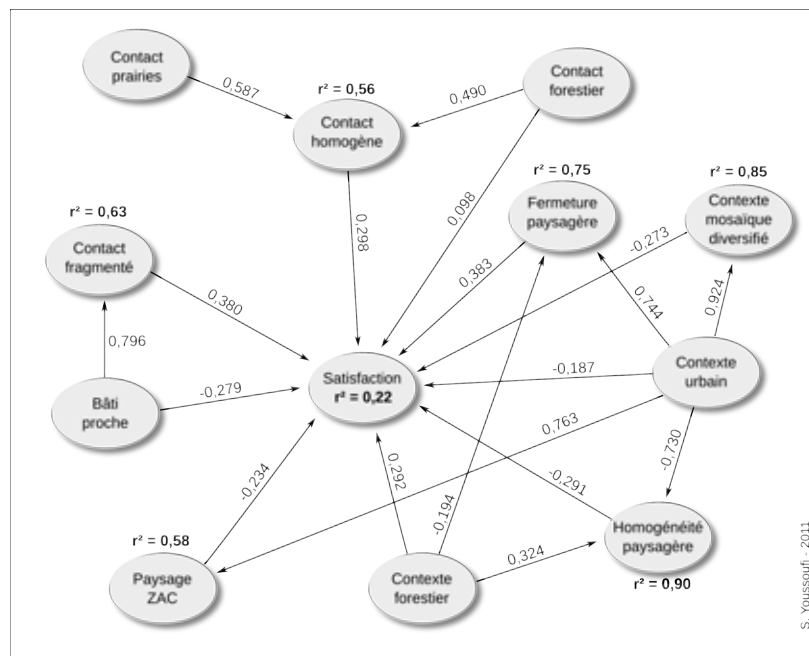 Contact
prairies
0,587
r² = 0,56
Contact
homogène
Contact
forestier
0,490
0,098
r² = 0,75
Fermeture
paysagère
r² = 0,85
Contexte
mosaïque
diversifié
r² = 0,63
Contact
fragmenté
0,298
-0,273
0,383
0,380
0,744
0,924
0,796
Satisfaction
r² = 0,22
-0,187
Contexte
urbain
-0,279
Bâti
proche
0,763
-0,730
-0,234
0,292
-0,291
-0,194
r² = 0,58
Paysage
ZAC
Contexte
forestier
0,324
Homogénéité
paysagère
r² = 0,90
S. Youssoufi - 2011